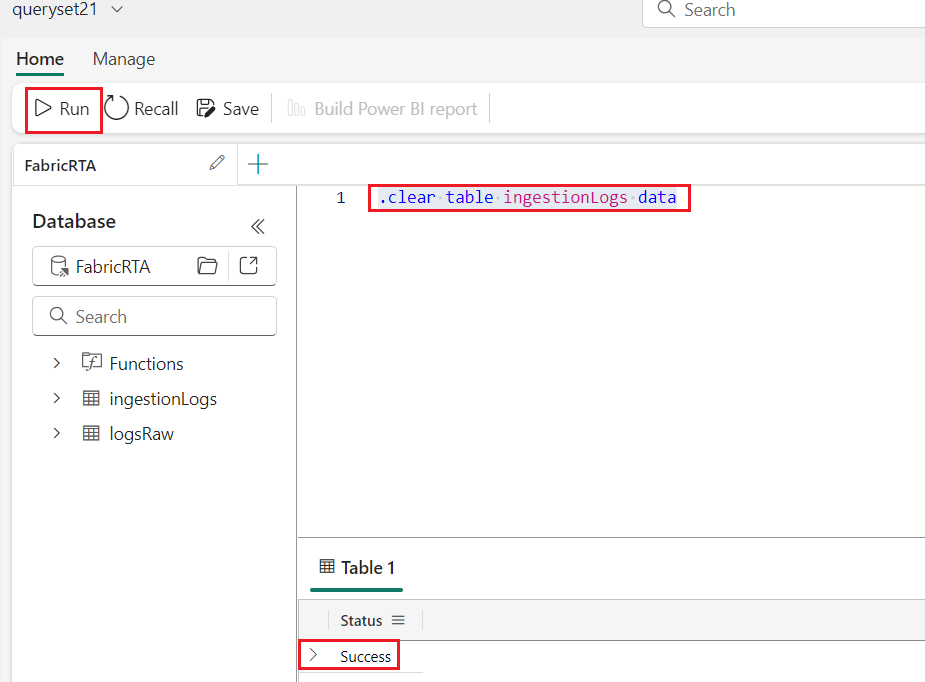 queryset21
Search
Home Manage
Run Recall Save Build Power BI report
FabricRTA
1 .clear table ingestionLogs data
Database
FabricRTA
Search
Functions
ingestionLogs
logsRaw
Table 1
Status
Success